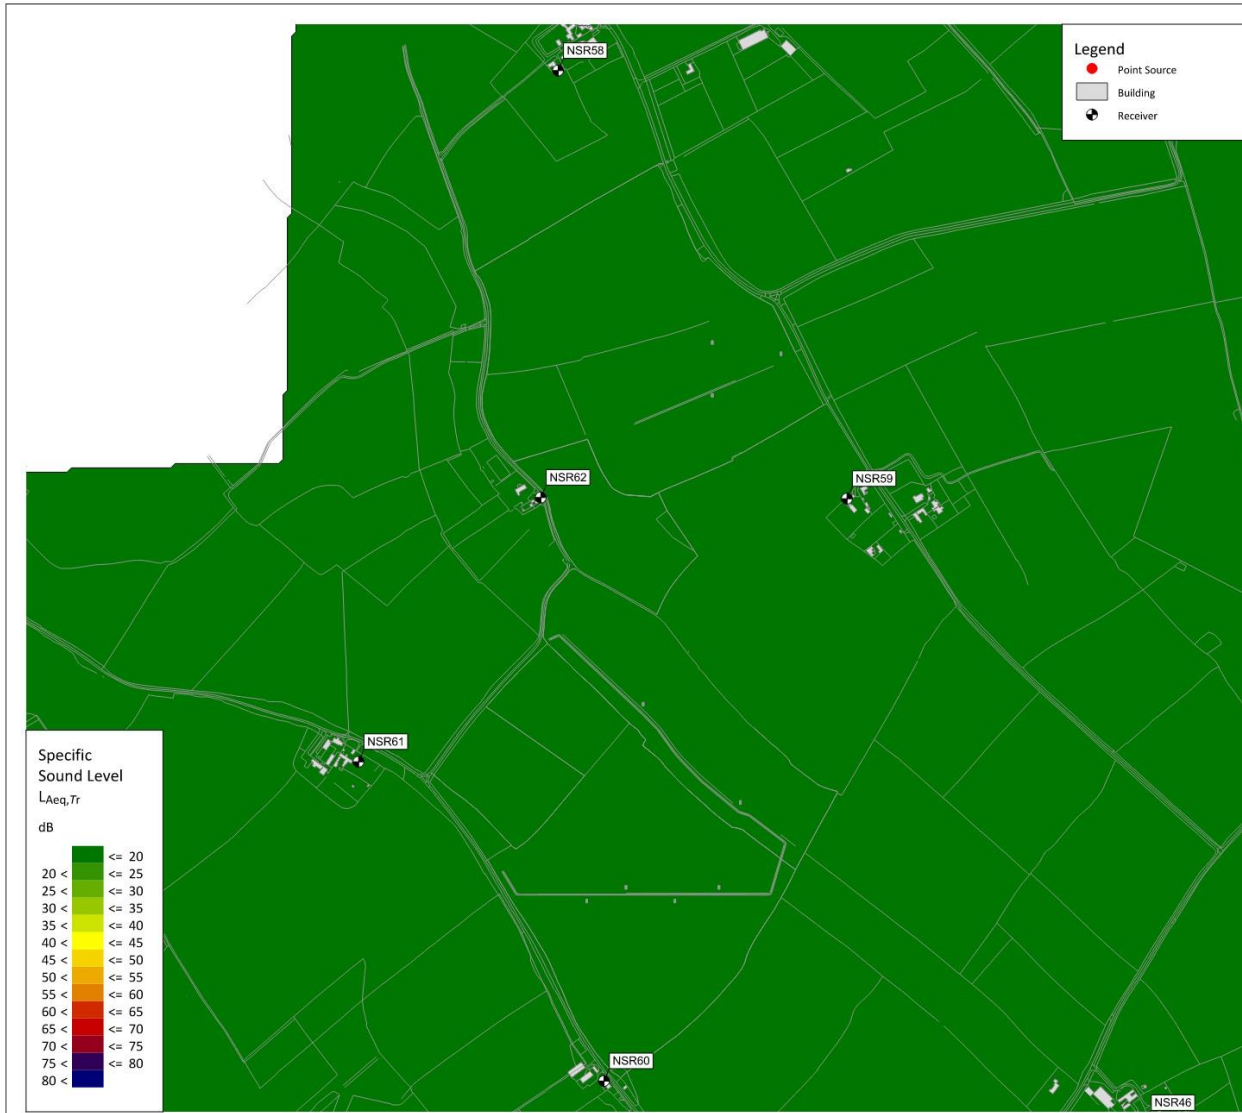 NSR58
Legend
Point Source
Building
Receiver
NSR62
NSR59
NSR61
Specific
Sound Level
LAeq,Tr
dB
<= 20
20 < <= 25
25 < <= 30
30 < <= 35
35 < <= 40
40 < <= 45
45 < <= 50
50 < <= 55
55 < <= 60
60 < <= 65
65 < <= 70
70 < <= 75
75 < <= 80
80 <
NSR60
NSR46